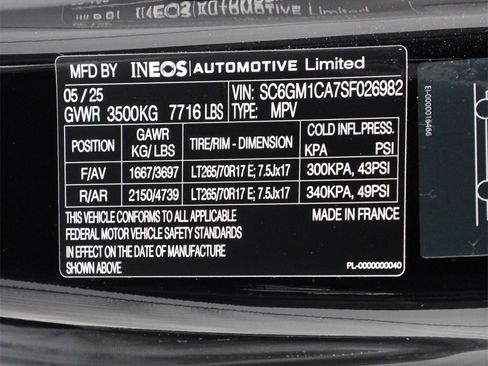 MFD BY INEOS AUTOMOTIVE Limited
05 / 25 VIN: SC6GM1CA7SF026982
GVWR 3500KG 7716 LBS TYPE: MPV
POSITION GAWR KG/ LBS TIRE/RIM - DIMENSION COLD INFL.PRESS. KPA PSI
F/AV 1667/3697 LT265/70R17 E; 7.5Jx17 300KPA, 43PSI
R/AR 2150/4739 LT265/70R17 E; 7.5Jx17 340KPA, 49PSI
THIS VEHICLE CONFORMS TO ALL APPLICABLE MADE IN FRANCE
FEDERAL MOTOR VEHICLE SAFETY STANDARDS
IN EFFECT ON THE DATE OF MANUFACTURE
SHOWN ABOVE PL-0000000040
EI-0000016466